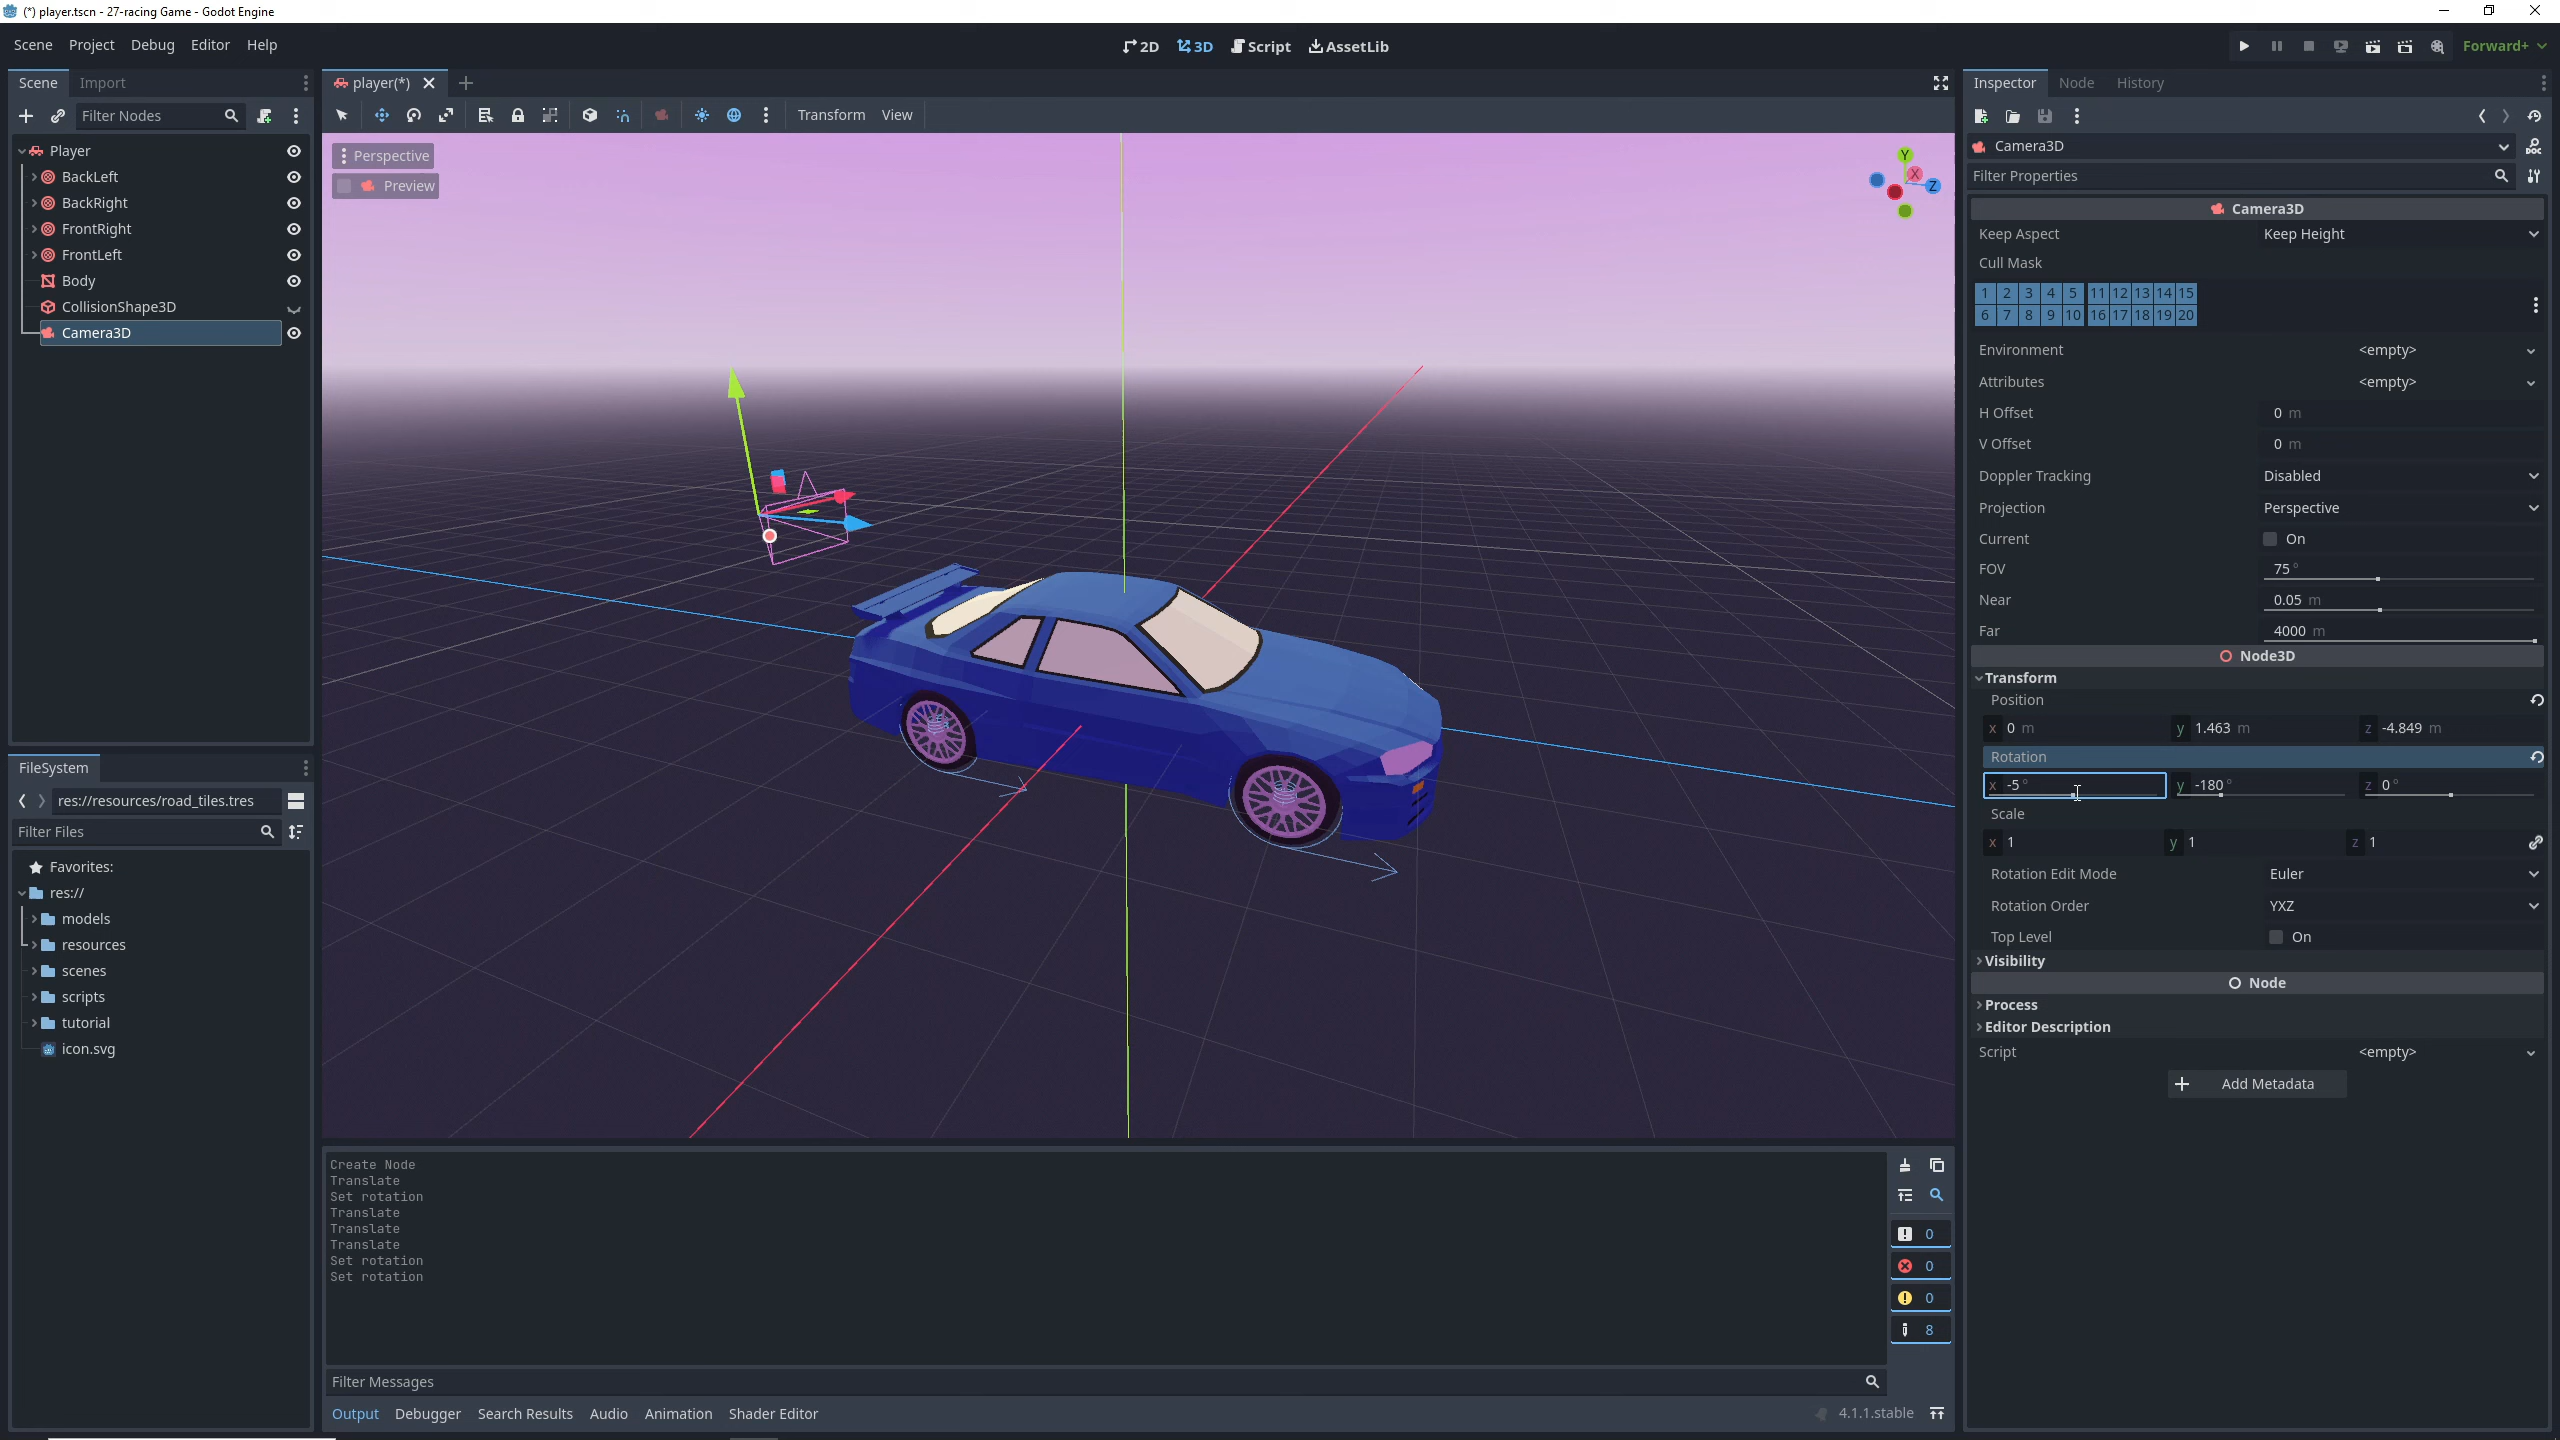 (*) player.tscn - 27-racing Game - Godot Engine
Scene Project Debug Editor Help
2D 3D Script AssetLib
Forward+
Scene Import
player(*)
Inspector Node History
Filter Nodes
Transform View
Player
BackLeft
BackRight
FrontRight
FrontLeft
Body
CollisionShape3D
Camera3D
FileSystem
res://resources/road_tiles.tres
Filter Files
Favorites:
res://
models
resources
scenes
scripts
tutorial
icon.svg
Perspective
Preview
Y
X
Z
Create Node
Translate
Set rotation
Translate
Translate
Translate
Set rotation
Set rotation
0
0
0
8
Filter Messages
Output Debugger Search Results Audio Animation Shader Editor
4.1.1.stable
Camera3D
DOC
Filter Properties
Camera3D
Keep Aspect Keep Height
Cull Mask
1 2 3 4 5 11 12 13 14 15
6 7 8 9 10 16 17 18 19 20
Environment <empty>
Attributes <empty>
H Offset 0 m
V Offset 0 m
Doppler Tracking Disabled
Projection Perspective
Current On
FOV 75 °
Near 0.05 m
Far 4000 m
Node3D
Transform
Position
x 0 m y 1.463 m z -4.849 m
Rotation
x -5 ° y -180 ° z 0 °
Scale
x 1 y 1 z 1
Rotation Edit Mode Euler
Rotation Order YXZ
Top Level On
Visibility
Node
Process
Editor Description
Script <empty>
Add Metadata